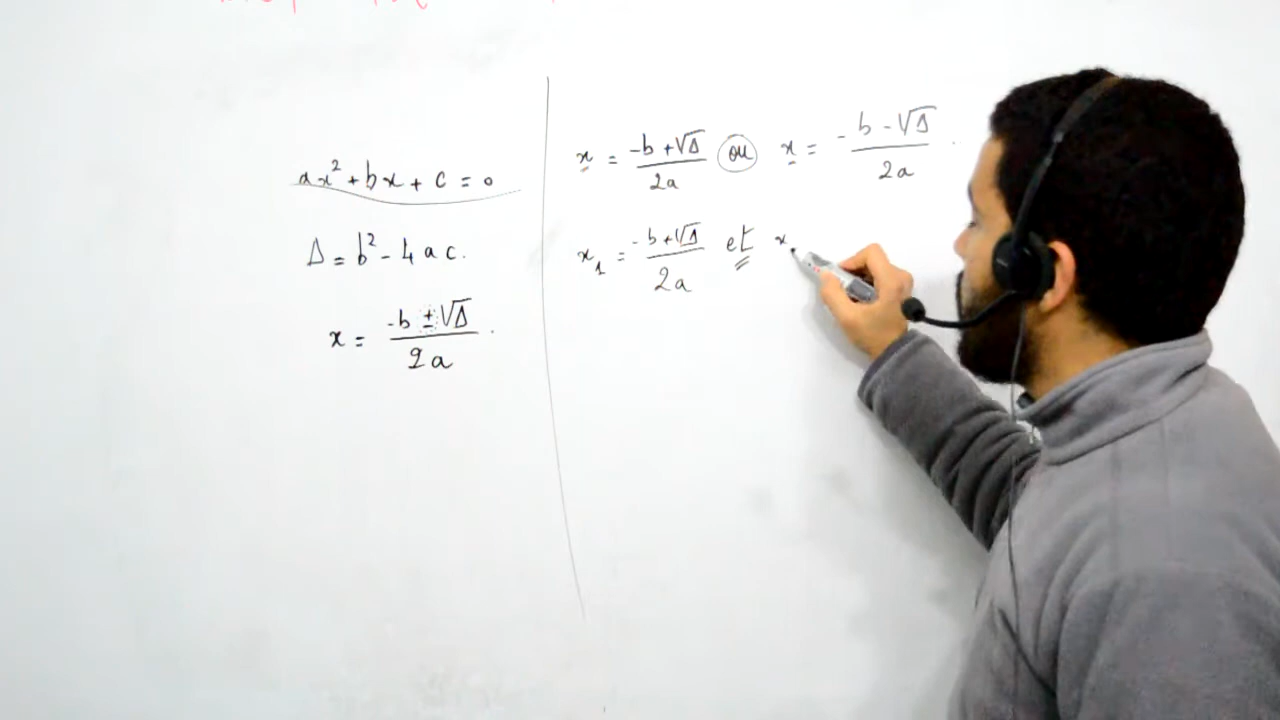 ax² + bx + c = 0
Δ = b² - 4ac.
x = (-b ± √Δ) / 2a .
x = (-b + √Δ) / 2a ou x = (-b - √Δ) / 2a .
x₁ = (-b + √Δ) / 2a et x